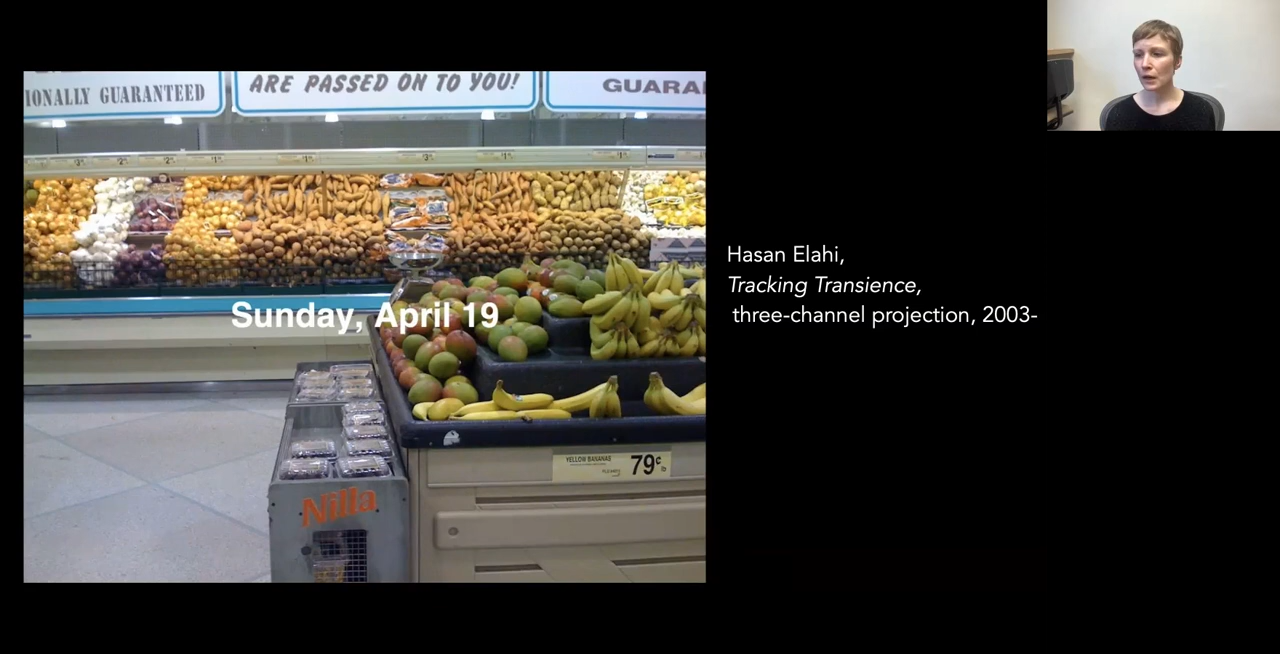 IONALLY GUARANTEED
ARE PASSED ON TO YOU!
GUARA
Sunday, April 19
YELLOW BANANAS
79¢
lb
Nilla
Hasan Elahi,
Tracking Transience,
three-channel projection, 2003-